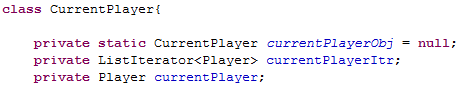 class CurrentPlayer{
private static CurrentPlayer currentPlayerObj = null;
private ListIterator<Player> currentPlayerItr;
private Player currentPlayer;